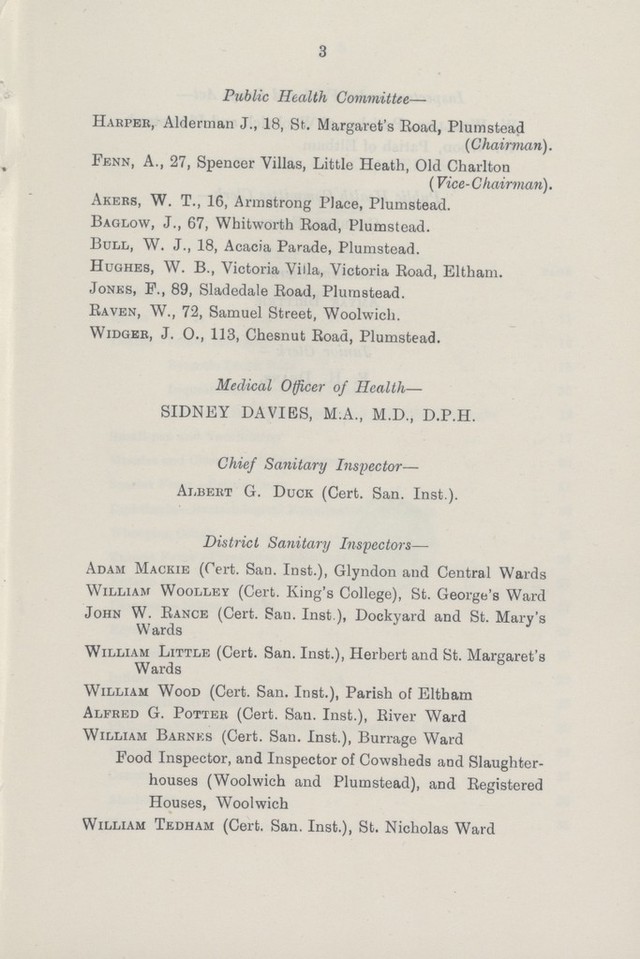 3
Public Health Committee—
HARPER, Alderman J., 18, St. Margaret's Road, Plumstead
(Chairman).
FENN, A., 27, Spencer Villas, Little Heath, Old Charlton
(Vice-Chairman).
AKERS, W. T., 16, Armstrong Place, Plumstead.
BAGLOW, J., 67, Whitworth Road, Plumstead.
BULL, W. J., 18, Acacia Parade, Plumstead.
HUGHES, W. B., Victoria Villa, Victoria Road, Eltham.
JONES, F., 89, Sladedale Road, Plumstead.
RAVEN, W., 72, Samuel Street, Woolwich.
WIDGER, J. O., 113, Chesnut Road, Plumstead.
Medical Officer of Health—
SIDNEY DAVIES, M.A., M.D., D.P.H.
Chief Sanitary Inspector—
ALBERT G. DUCK (Cert. San. Inst.).
District Sanitary Inspectors—
ADAM MACKIE (Cert. San. Inst.), Glyndon and Central Wards
WILLIAM WOOLLEY (Cert. King's College), St. George's Ward
JOHN W. RANCE (Cert. San. Inst.), Dockyard and St. Mary's
Wards
WILLIAM LITTLE (Cert. San. Inst.), Herbert and St. Margaret's
Wards
WILLIAM WOOD (Cert. San. Inst.), Parish of Eltham
ALFRED G. POTTER (Cert. San. Inst.), River Ward
WILLIAM BARNES (Cert. San. Inst.), Burrage Ward
Food Inspector, and Inspector of Cowsheds and Slaughter-
houses (Woolwich and Plumstead), and Registered
Houses, Woolwich
WILLIAM TEDHAM (Cert. San. Inst.), St. Nicholas Ward